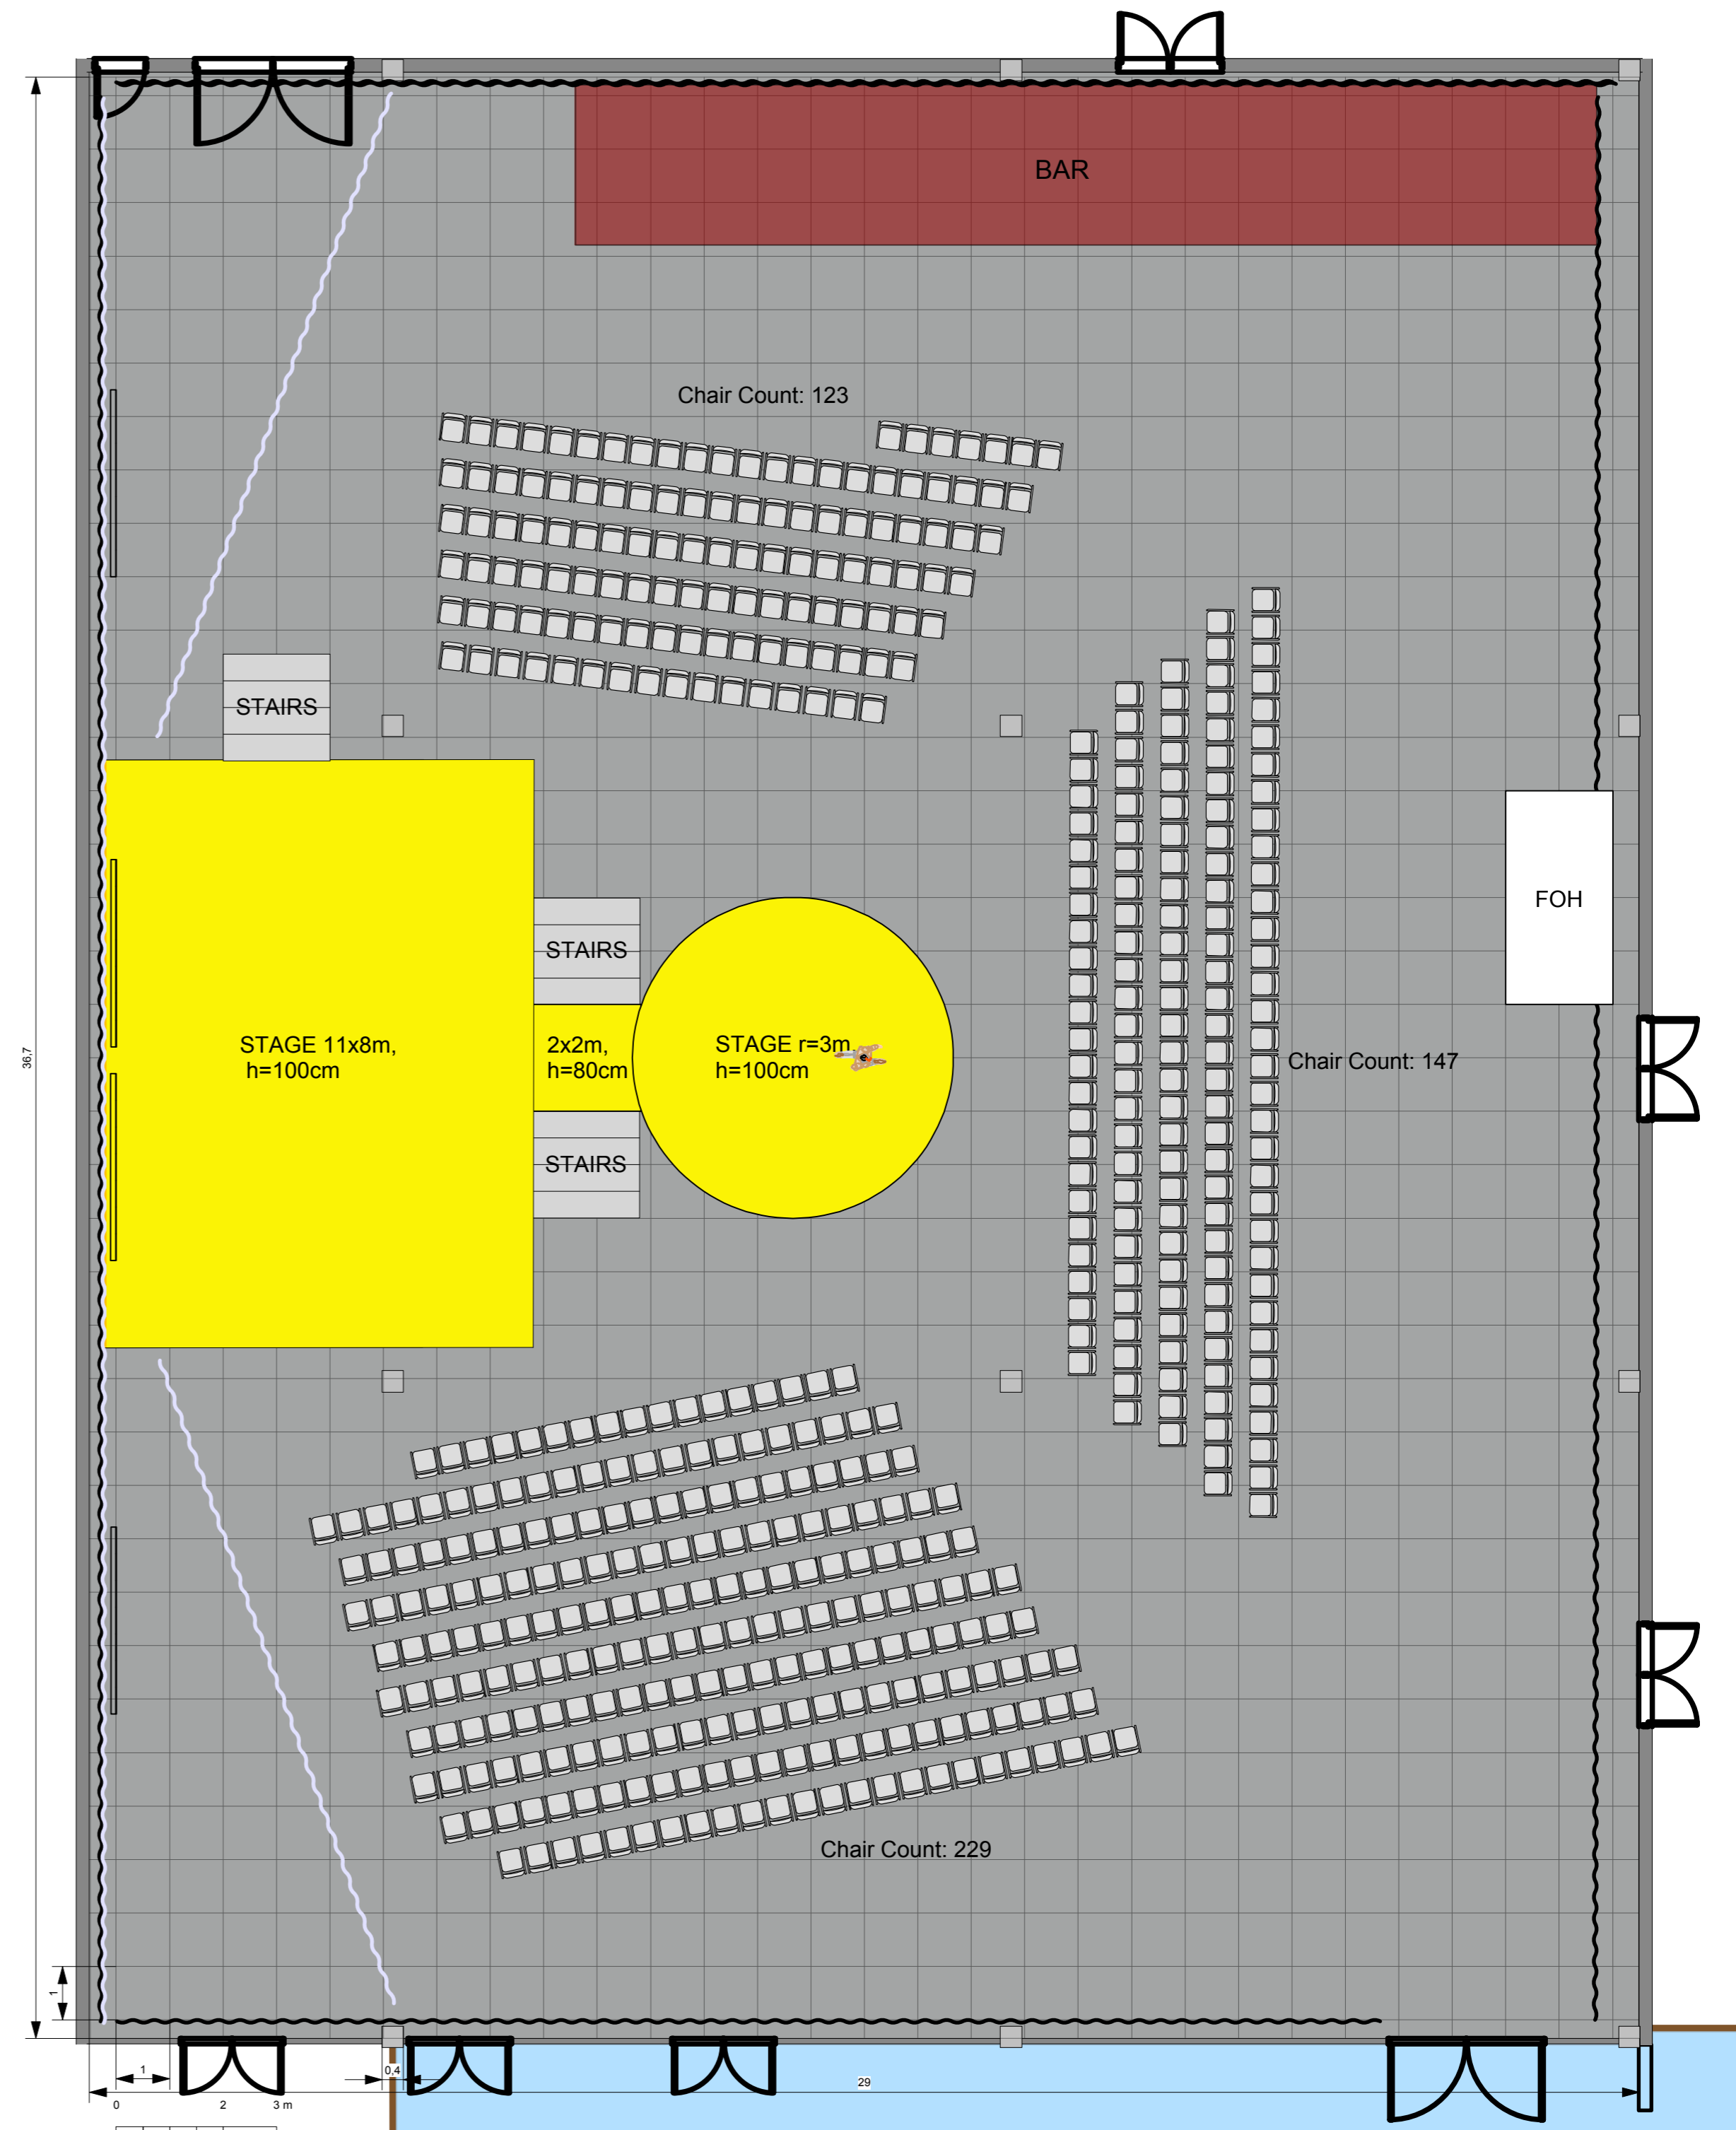 BAR
Chair Count: 123
STAIRS
FOH
STAIRS
STAGE 11x8m,
h=100cm
2x2m,
h=80cm
STAGE r=3m,
h=100cm
Chair Count: 147
36,7
STAIRS
Chair Count: 229
1
1
0,4
29
0
2
3 m